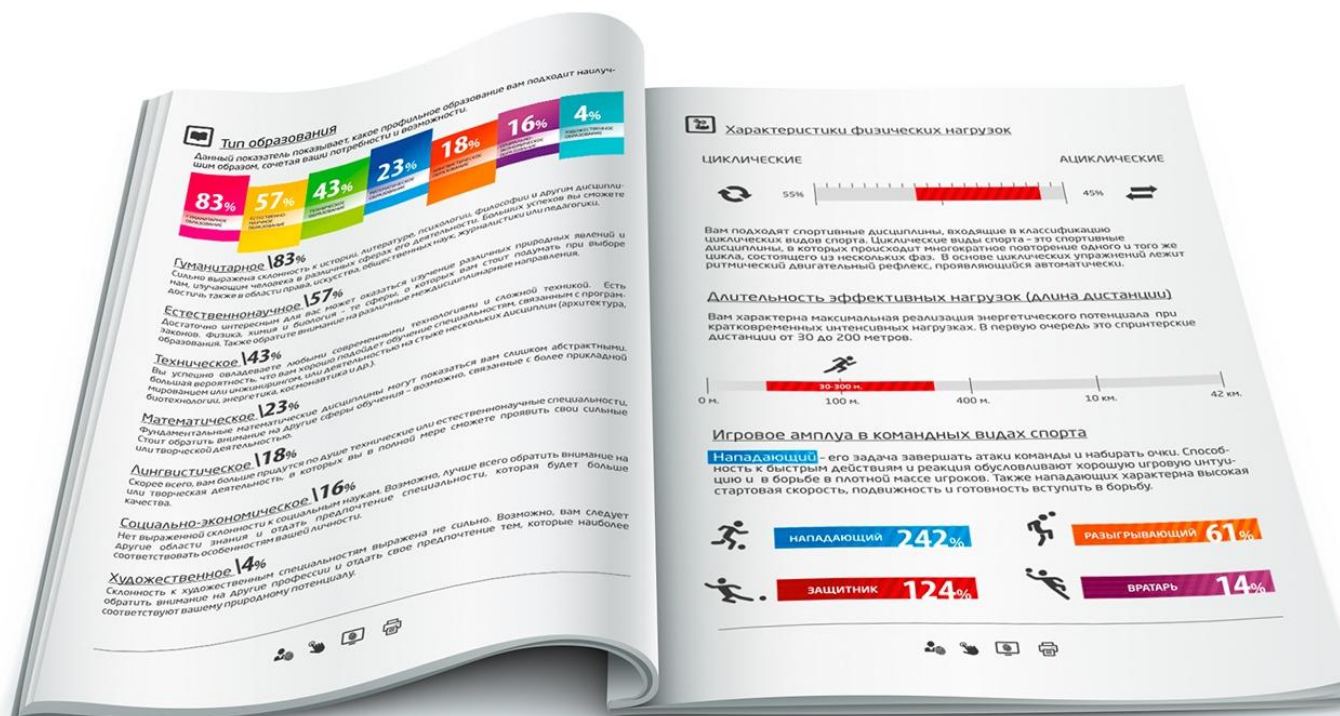 Тип образования
Данный показатель показывает, какое профильное образование вам подходит наилуч-
шим образом, сочетая ваши потребности и возможности.
83%
ГУМАНИТАРНОЕ
ОБРАЗОВАНИЕ
57%
ЕСТЕСТВЕННО-
НАУЧНОЕ
ОБРАЗОВАНИЕ
43%
ТЕХНИЧЕСКОЕ
ОБРАЗОВАНИЕ
23%
МАТЕМАТИЧЕСКОЕ
ОБРАЗОВАНИЕ
18%
ЛИНГВИСТИЧЕСКОЕ
ОБРАЗОВАНИЕ
16%
СОЦИАЛЬНО-
ЭКОНОМИЧЕСКОЕ
ОБРАЗОВАНИЕ
4%
ХУДОЖЕСТВЕННОЕ
ОБРАЗОВАНИЕ
Гуманитарное \83%
Сильно выражена склонность к истории, литературе, психологии, философии и другим дисципли-
нам, изучающим человека в различных сферах его деятельности. Больших успехов вы сможете
достичь также в области права, искусства, общественных наук, журналистики или педагогики.
Естественнонаучное \57%
Достаточно интересным для вас может оказаться изучение различных природных явлений и
законов. Физика, химия и биология – те сферы, о которых вам стоит подумать при выборе
образования. Также обратите внимание на различные междисциплинарные направления.
Техническое \43%
Вы успешно овладеваете любыми современными технологиями и сложной техникой. Есть
большая вероятность, что вам хорошо подойдет обучение специальностям, связанным с програм-
мированием или инжинирингом, или деятельностью на стыке нескольких дисциплин (архитектура,
биотехнологии, энергетика, космонавтика и др.).
Математическое \23%
Фундаментальные математические дисциплины могут показаться вам слишком абстрактными.
Стоит обратить внимание на другие сферы обучения – возможно, связанные с более прикладной
или творческой деятельностью.
Лингвистическое \18%
Скорее всего, вам больше придутся по душе технические или естественнонаучные специальности,
или творческая деятельность, в которых вы в полной мере сможете проявить свои сильные
качества.
Социально-экономическое \16%
Нет выраженной склонности к социальным наукам. Возможно, лучше всего обратить внимание на
другие области знания и отдать предпочтение специальности, которая будет больше
соответствовать особенностям вашей личности.
Художественное \4%
Склонность к художественным специальностям выражена не сильно. Возможно, вам следует
обратить внимание на другие профессии и отдать свое предпочтение тем, которые наиболее
соответствуют вашему природному потенциалу.
Характеристики физических нагрузок
ЦИКЛИЧЕСКИЕ АЦИКЛИЧЕСКИЕ
55% 45%
Вам подходят спортивные дисциплины, входящие в классификацию
циклических видов спорта. Циклические виды спорта - это спортивные
дисциплины, в которых происходит многократное повторение одного и того же
цикла, состоящего из нескольких фаз. В основе циклических упражнений лежит
ритмический двигательный рефлекс, проявляющийся автоматически.
Длительность эффективных нагрузок (длина дистанции)
Вам характерна максимальная реализация энергетического потенциала при
кратковременных интенсивных нагрузках. В первую очередь это спринтерские
дистанции от 30 до 200 метров.
30-300 м.
0 м. 100 м. 400 м. 10 км. 42 км.
Игровое амплуа в командных видах спорта
Нападающий - его задача завершать атаки команды и набирать очки. Способ-
ность к быстрым действиям и реакция обусловливают хорошую игровую интуи-
цию и в борьбе в плотной массе игроков. Также нападающих характерна высокая
стартовая скорость, подвижность и готовность вступить в борьбу.
НАПАДАЮЩИЙ 242%
РАЗЫГРЫВАЮЩИЙ 61%
ЗАЩИТНИК 124%
ВРАТАРЬ 14%